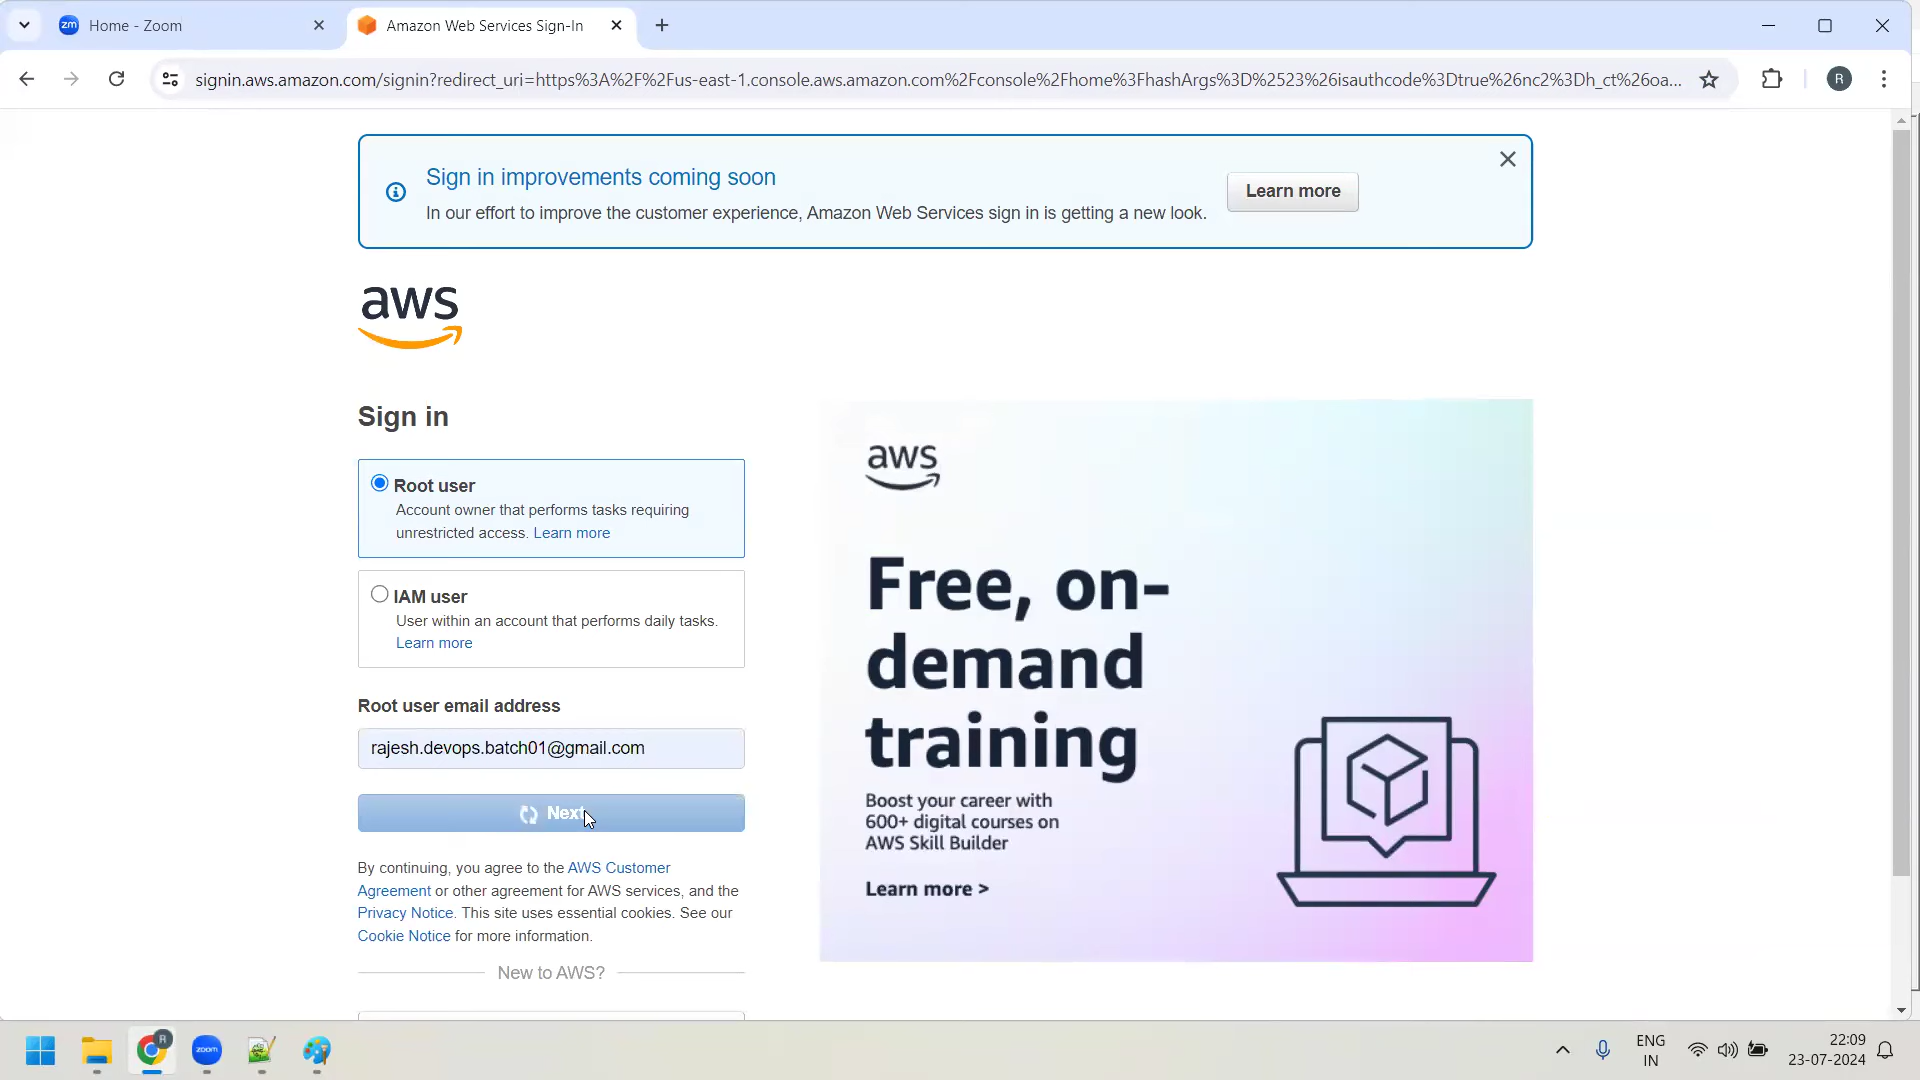 zm Home - Zoom
Amazon Web Services Sign-In
signin.aws.amazon.com/signin?redirect_uri=https%3A%2F%2Fus-east-1.console.aws.amazon.com%2Fconsole%2Fhome%3FhashArgs%3D%2523%26isauthcode%3Dtrue%26nc2%3Dh_ct%26oa...
R
Sign in improvements coming soon
In our effort to improve the customer experience, Amazon Web Services sign in is getting a new look.
Learn more
aws
Sign in
Root user
Account owner that performs tasks requiring
unrestricted access. Learn more
IAM user
User within an account that performs daily tasks.
Learn more
Root user email address
rajesh.devops.batch01@gmail.com
Next
By continuing, you agree to the AWS Customer
Agreement or other agreement for AWS services, and the
Privacy Notice. This site uses essential cookies. See our
Cookie Notice for more information.
New to AWS?
aws
Free, on-
demand
training
Boost your career with
600+ digital courses on
AWS Skill Builder
Learn more >
R
zoom
ENG
IN
22:09
23-07-2024